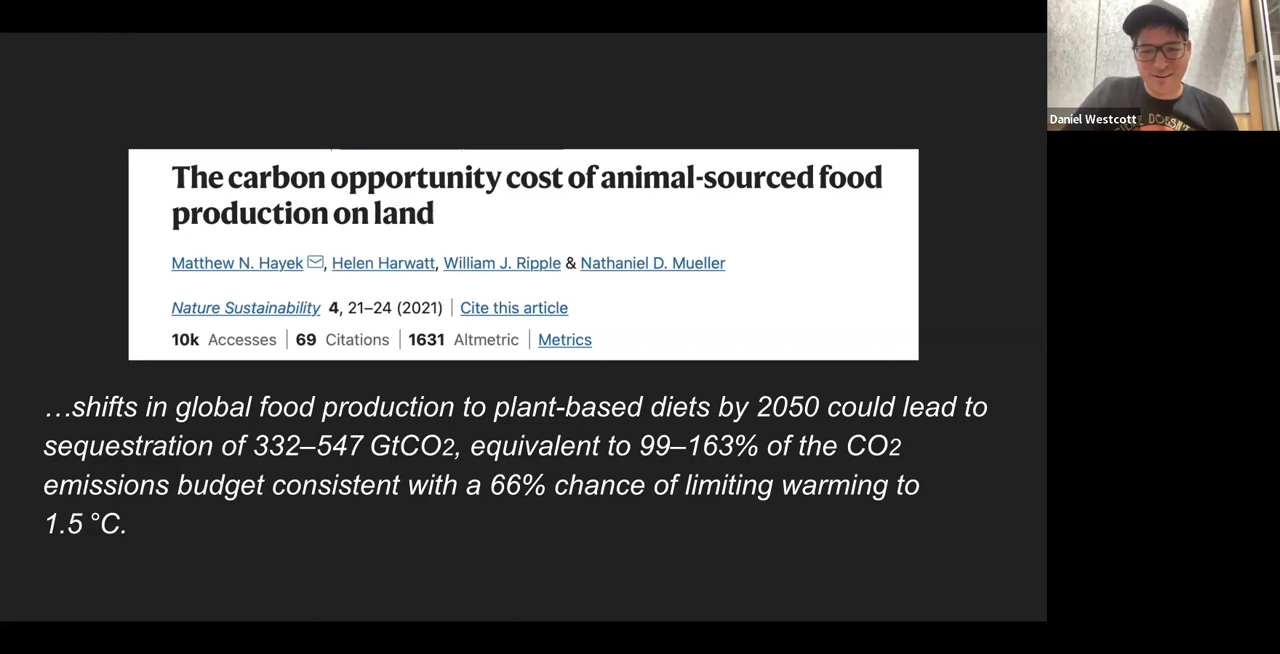 The carbon opportunity cost of animal-sourced food
production on land
Matthew N. Hayek, Helen Harwatt, William J. Ripple & Nathaniel D. Mueller
Nature Sustainability 4, 21–24 (2021) | Cite this article
10k Accesses | 69 Citations | 1631 Altmetric | Metrics
…shifts in global food production to plant-based diets by 2050 could lead to
sequestration of 332–547 GtCO2, equivalent to 99–163% of the CO2
emissions budget consistent with a 66% chance of limiting warming to
1.5 °C.
Daniel Westcott
DOESN'T